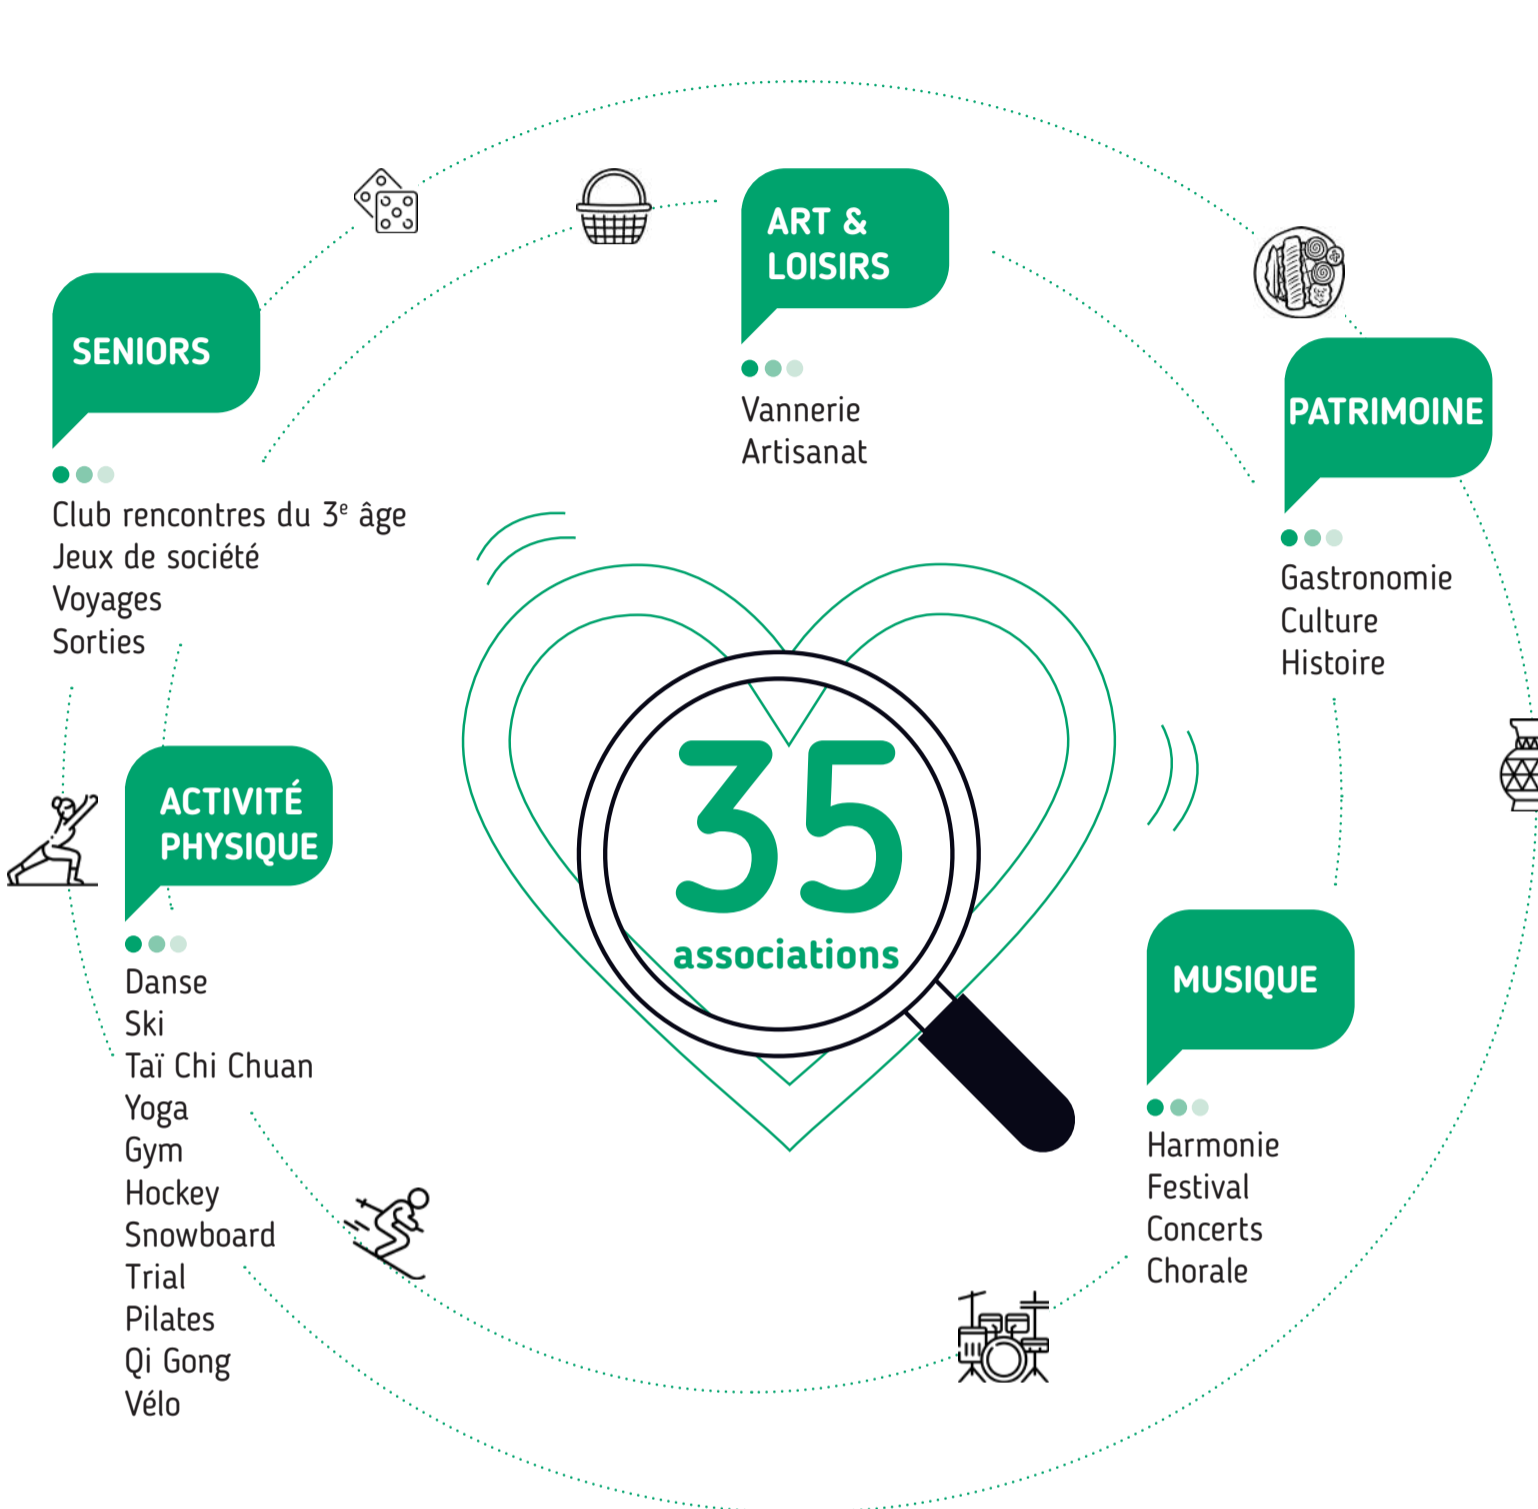 ART &
LOISIRS
Vannerie
Artisanat
SENIORS
Club rencontres du 3e âge
Jeux de société
Voyages
Sorties
PATRIMOINE
Gastronomie
Culture
Histoire
ACTIVITÉ
PHYSIQUE
Danse
Ski
Taï Chi Chuan
Yoga
Gym
Hockey
Snowboard
Trial
Pilates
Qi Gong
Vélo
35
associations
MUSIQUE
Harmonie
Festival
Concerts
Chorale